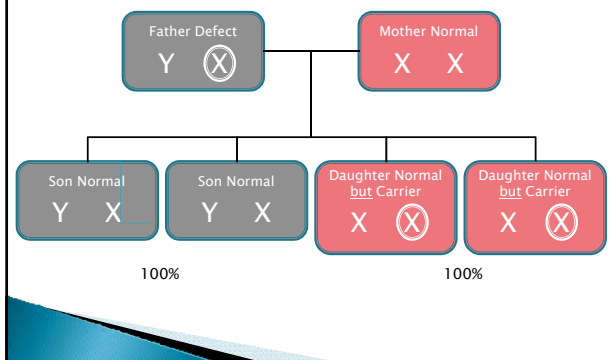 Father Defect
Y X
Mother Normal
X X
Son Normal
Y X
Son Normal
Y X
Daughter Normal
but Carrier
X X
Daughter Normal
but Carrier
X X
100%
100%